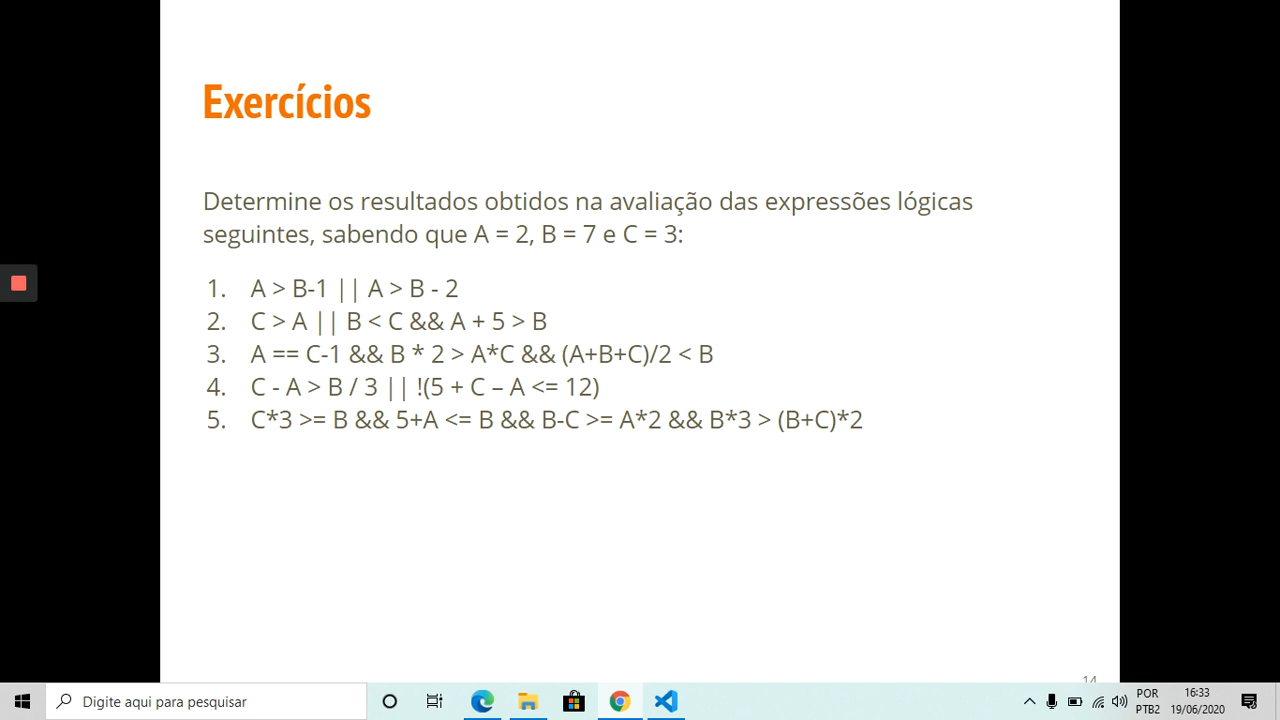 Exercícios
Determine os resultados obtidos na avaliação das expressões lógicas
seguintes, sabendo que A = 2, B = 7 e C = 3:
1. A > B-1 || A > B - 2
2. C > A || B < C && A + 5 > B
3. A == C-1 && B * 2 > A*C && (A+B+C)/2 < B
4. C - A > B / 3 || !(5 + C – A <= 12)
5. C*3 >= B && 5+A <= B && B-C >= A*2 && B*3 > (B+C)*2
14
Digite aqui para pesquisar
POR
PTB2
16:33
19/06/2020